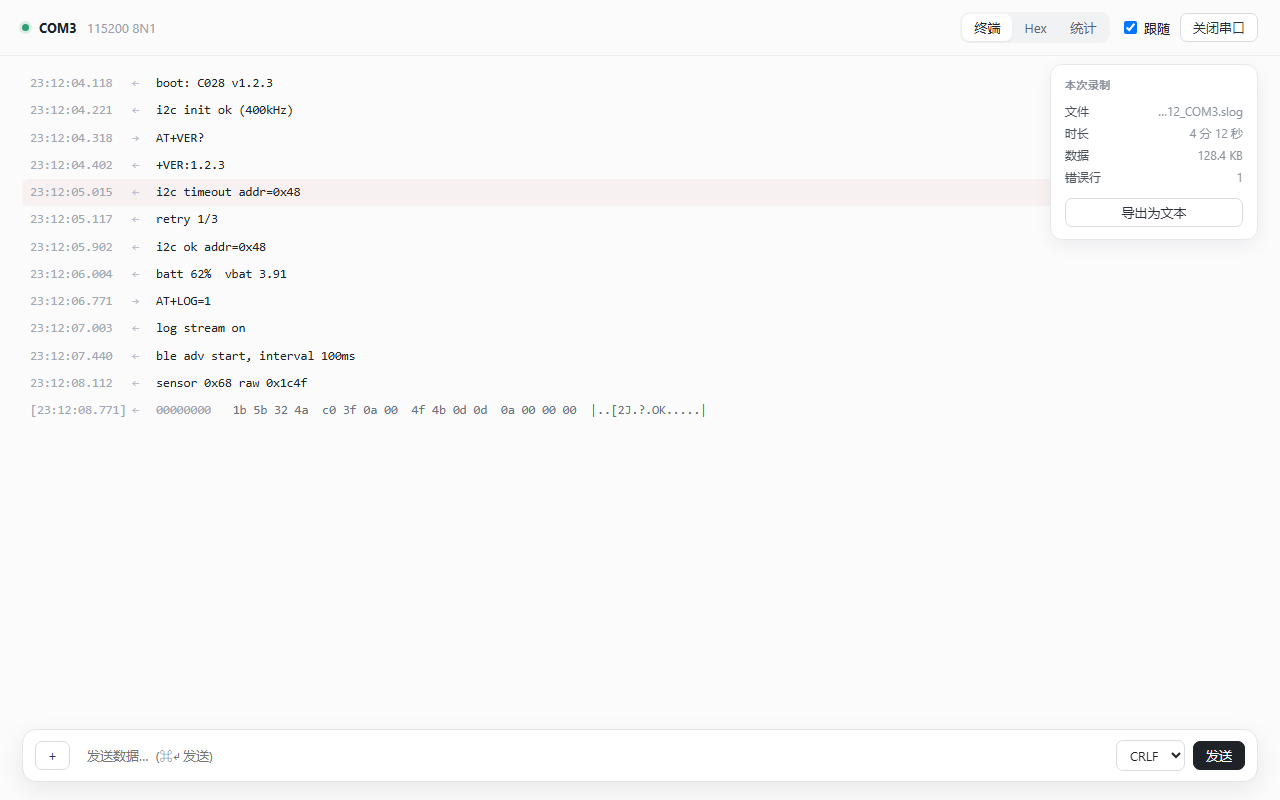 COM3 115200 8N1 终端 Hex 统计 跟随 关闭串口
23:12:04.118 ← boot: C028 v1.2.3
23:12:04.221 ← i2c init ok (400kHz)
23:12:04.318 → AT+VER?
23:12:04.402 ← +VER:1.2.3
23:12:05.015 ← i2c timeout addr=0x48
23:12:05.117 ← retry 1/3
23:12:05.902 ← i2c ok addr=0x48
23:12:06.004 ← batt 62%  vbat 3.91
23:12:06.771 → AT+LOG=1
23:12:07.003 ← log stream on
23:12:07.440 ← ble adv start, interval 100ms
23:12:08.112 ← sensor 0x68 raw 0x1c4f
[23:12:08.771] ← 00000000   1b 5b 32 4a  c0 3f 0a 00  4f 4b 0d 0d  0a 00 00 00  |..[2J.?.OK.....|
本次录制
文件 …12_COM3.slog
时长 4 分 12 秒
数据 128.4 KB
错误行 1
导出为文本
+ 发送数据… (⌘↵ 发送) CRLF 发送